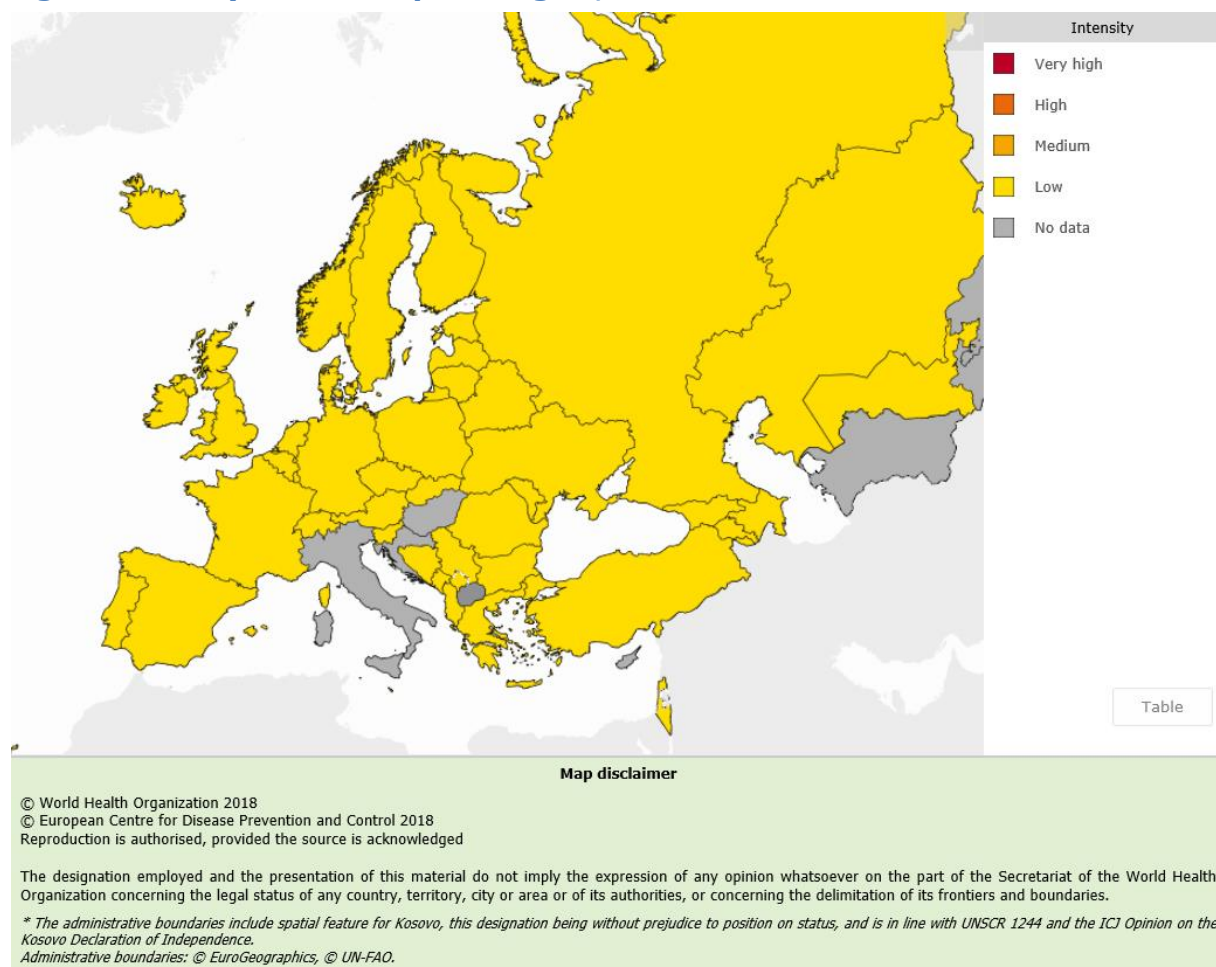 Intensity
Very high
High
Medium
Low
No data
Table
Map disclaimer
© World Health Organization 2018
© European Centre for Disease Prevention and Control 2018
Reproduction is authorised, provided the source is acknowledged
The designation employed and the presentation of this material do not imply the expression of any opinion whatsoever on the part of the Secretariat of the World Health
Organization concerning the legal status of any country, territory, city or area or of its authorities, or concerning the delimitation of its frontiers and boundaries.
* The administrative boundaries include spatial feature for Kosovo, this designation being without prejudice to position on status, and is in line with UNSCR 1244 and the ICJ Opinion on the
Kosovo Declaration of Independence.
Administrative boundaries: © EuroGeographics, © UN-FAO.